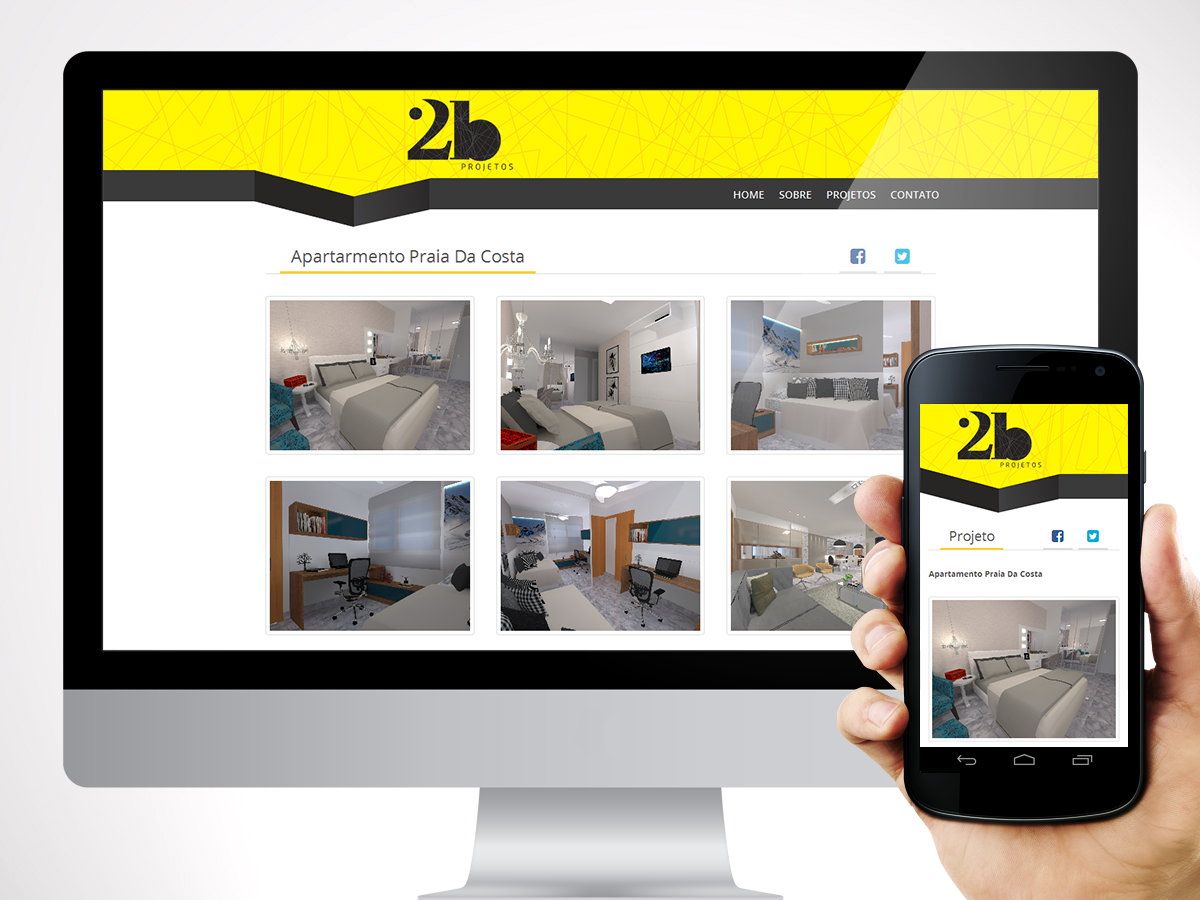 2b
PROJETOS
HOME SOBRE PROJETOS CONTATO
Apartarmento Praia Da Costa
2b
PROJETOS
Projeto
Apartamento Praia Da Costa